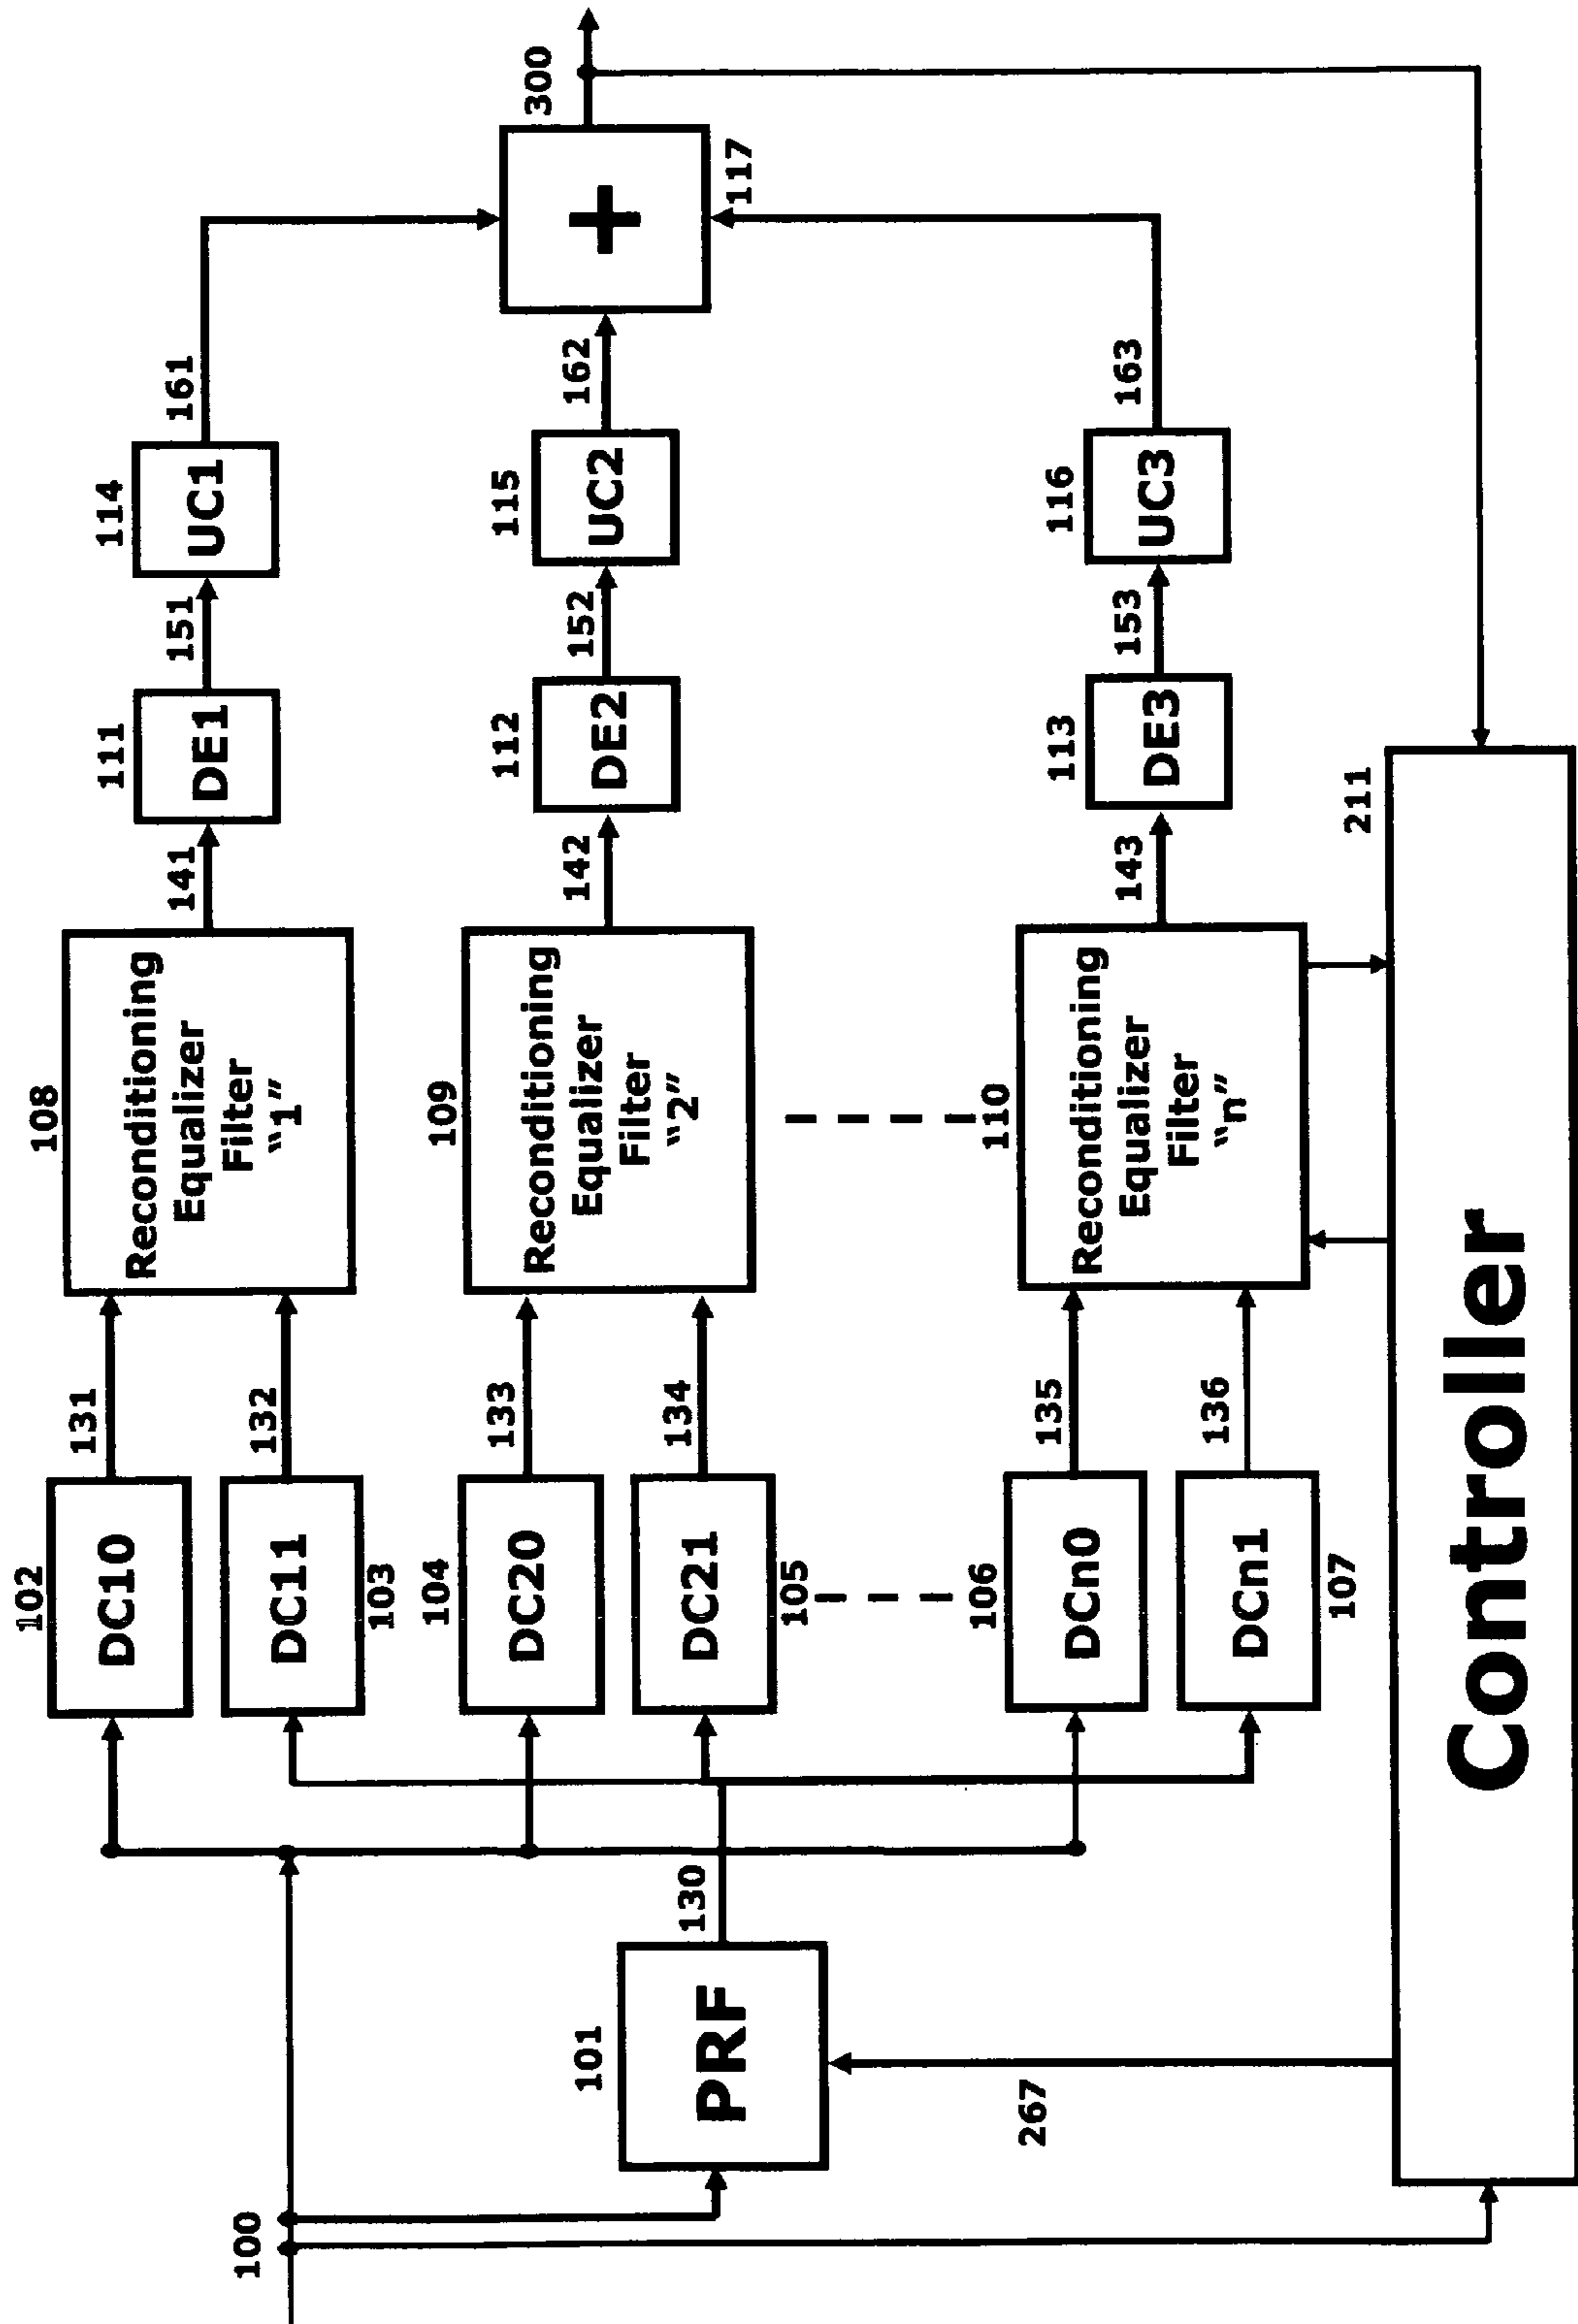 100
101
PRF
267
130
102
DC10
DC11
103
104
DC20
DC21
105
106
DCn0
DCn1
107
131
132
133
134
135
136
108
Reconditioning
Equalizer
Filter
“1”
109
Reconditioning
Equalizer
Filter
“2”
110
Reconditioning
Equalizer
Filter
“n”
141
142
143
111
DE1
112
DE2
113
DE3
151
152
153
114
UC1
115
UC2
116
UC3
161
162
163
+
117
300
211
Controller